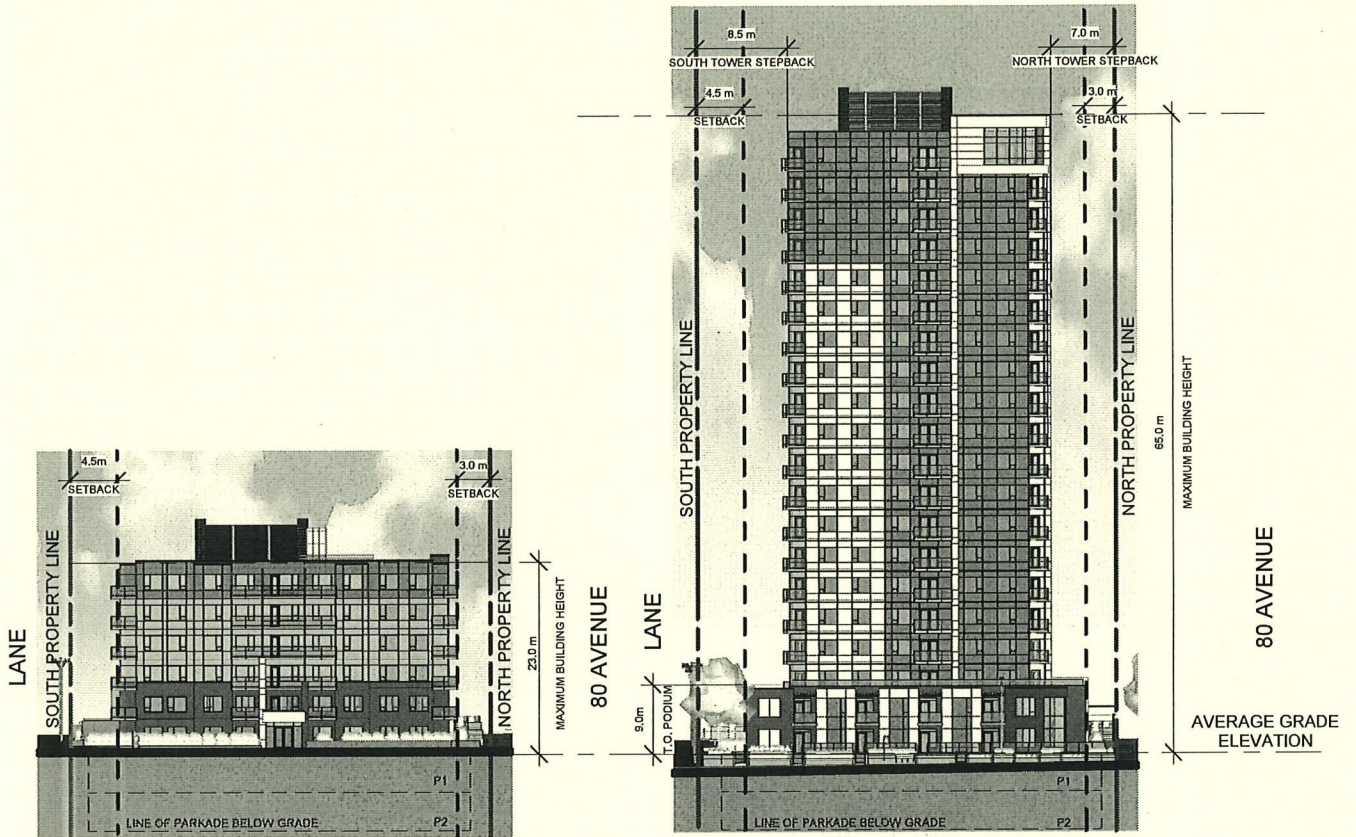 LANE
SOUTH PROPERTY LINE
4.5m
SETBACK
3.0 m
SETBACK
NORTH PROPERTY LINE
23.0 m
MAXIMUM BUILDING HEIGHT
80 AVENUE
P1
LINE OF PARKADE BELOW GRADE
P2
8.5 m
SOUTH TOWER STEPBACK
4.5 m
SETBACK
7.0 m
NORTH TOWER STEPBACK
3.0 m
SETBACK
LANE
SOUTH PROPERTY LINE
9.0m
T.O. PODIUM
NORTH PROPERTY LINE
65.0 m
MAXIMUM BUILDING HEIGHT
80 AVENUE
AVERAGE GRADE
ELEVATION
P1
LINE OF PARKADE BELOW GRADE
P2